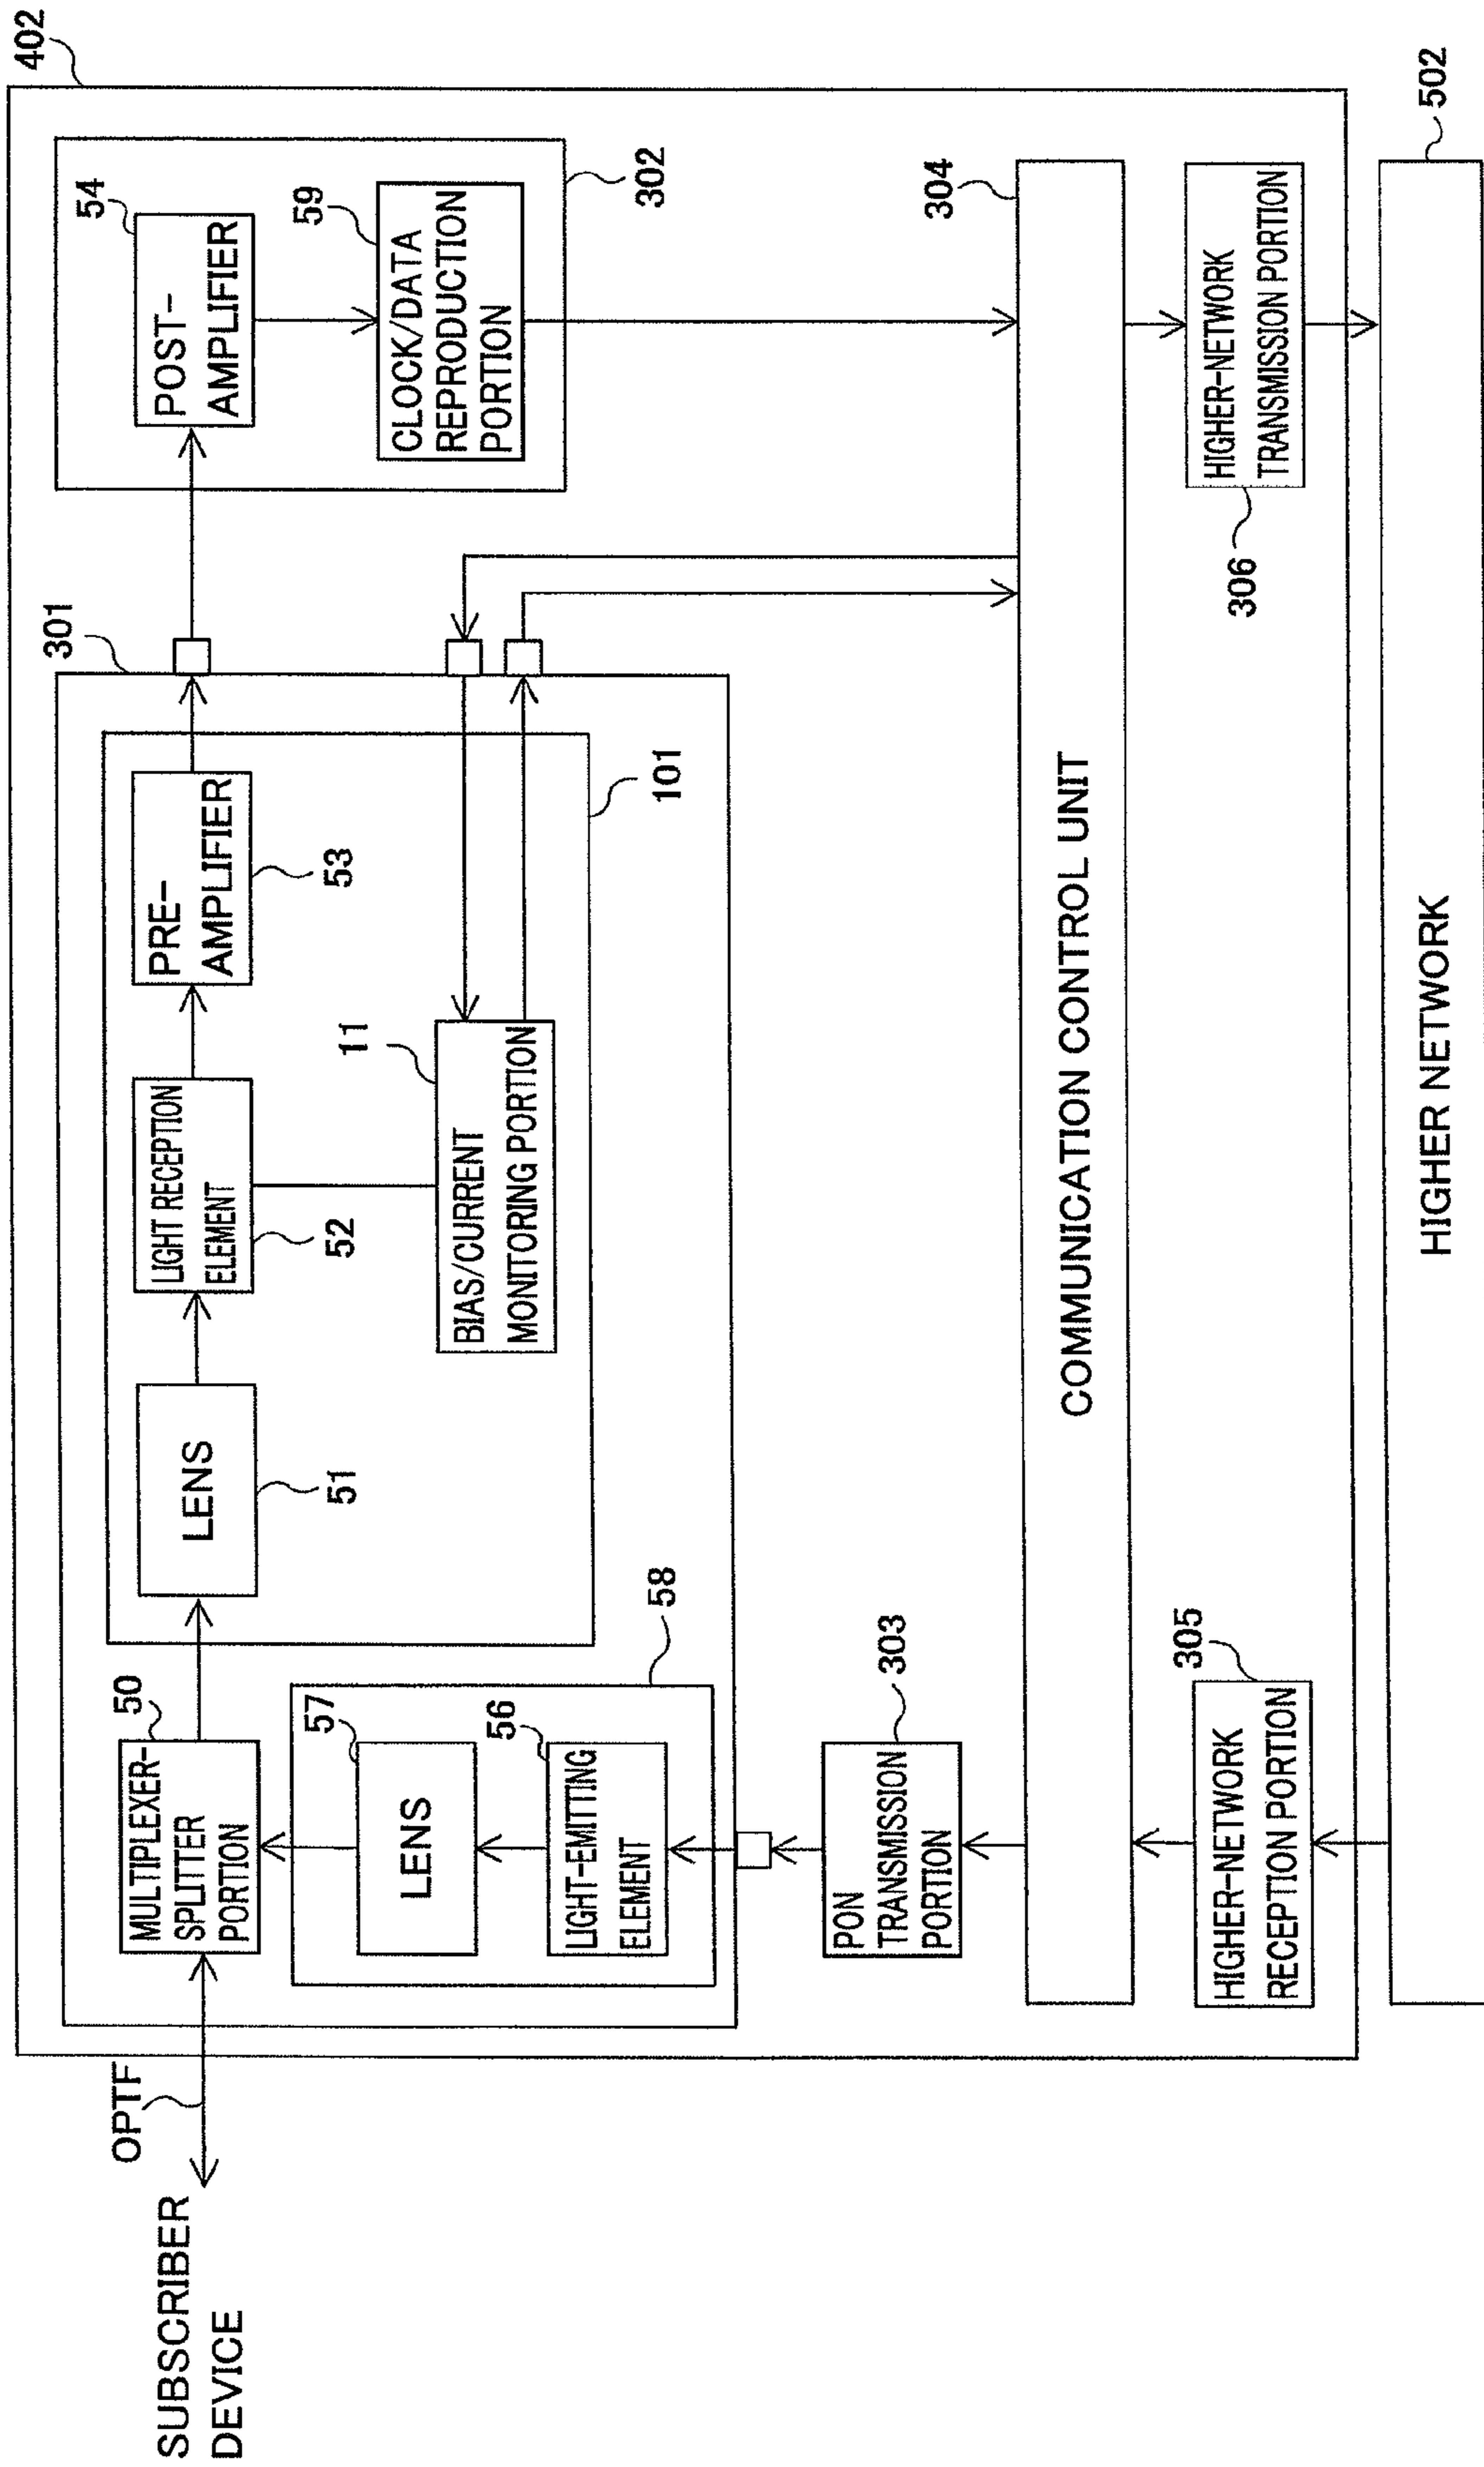 402
301
54
POST-
AMPLIFIER
59
CLOCK/DATA
REPRODUCTION
PORTION
302
PRE-
AMPLIFIER
53
LIGHT RECEPTION
ELEMENT
52
LENS
51
11
BIAS/CURRENT
MONITORING PORTION
101
50
MULTIPLEXER-
SPLITTER
PORTION
OPTF
SUBSCRIBER
DEVICE
57
LENS
56
LIGHT-EMITTING
ELEMENT
58
303
PON
TRANSMISSION
PORTION
304
COMMUNICATION CONTROL UNIT
305
HIGHER-NETWORK
RECEPTION PORTION
306
HIGHER-NETWORK
TRANSMISSION PORTION
502
HIGHER NETWORK